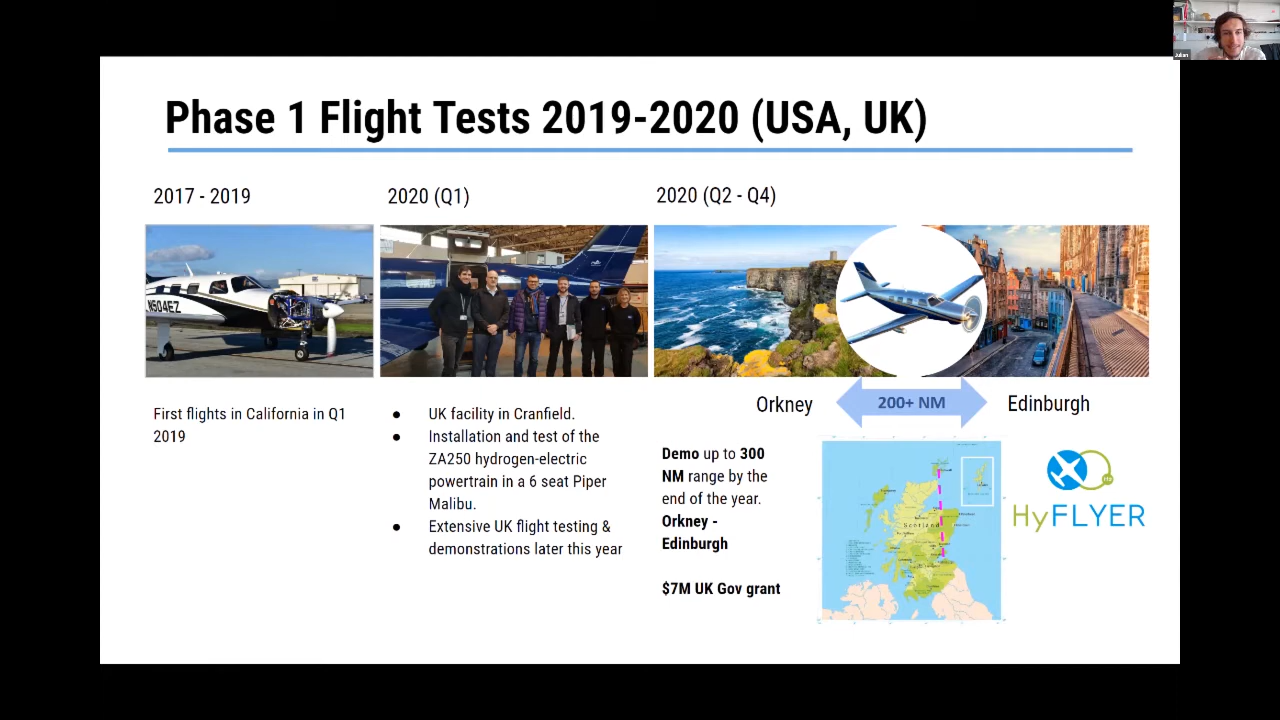 Julian
Phase 1 Flight Tests 2019-2020 (USA, UK)
2017 - 2019
2020 (Q1)
2020 (Q2 - Q4)
N504EZ
First flights in California in Q1
2019
● UK facility in Cranfield.
● Installation and test of the
ZA250 hydrogen-electric
powertrain in a 6 seat Piper
Malibu.
● Extensive UK flight testing &
demonstrations later this year
Orkney
200+ NM
Edinburgh
Demo up to 300
NM range by the
end of the year.
Orkney -
Edinburgh
$7M UK Gov grant
Scotland
H2
HyFLYER